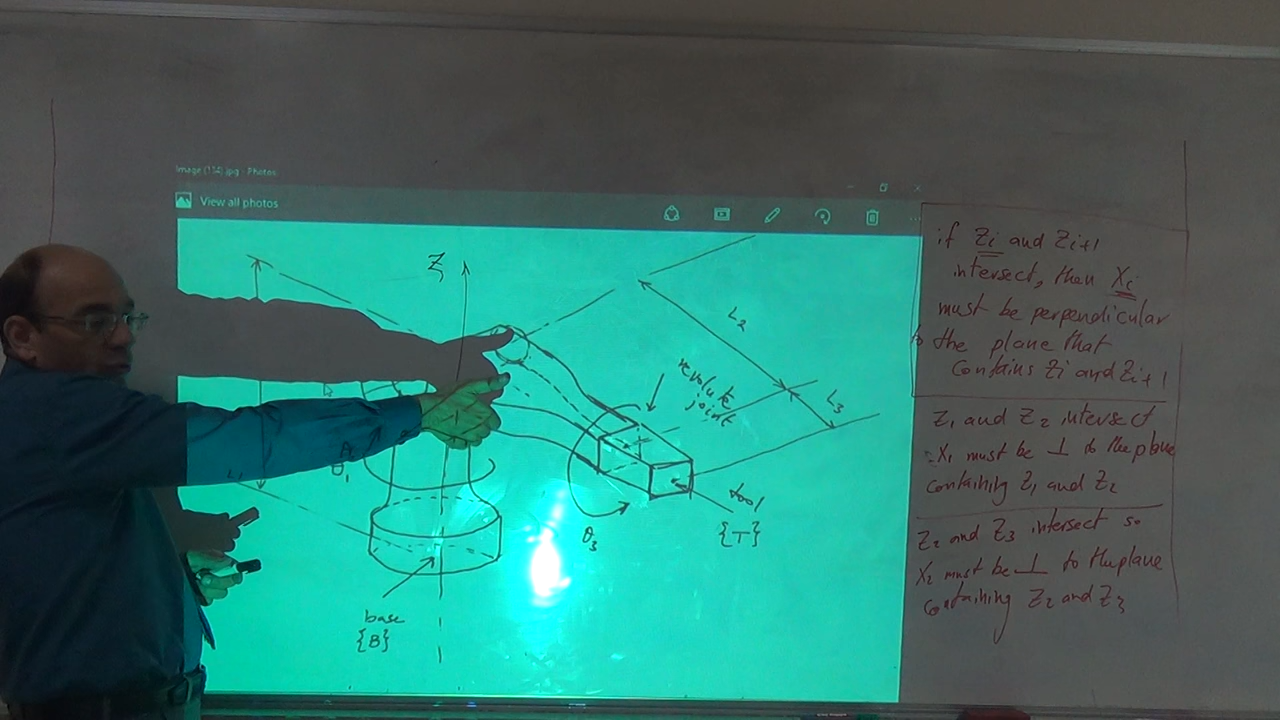 Image (114).jpg - Photos
View all photos
Z
L2
revolute
joint
L3
θ3
{T}
base
{B}
if Zi and Zi+1
intersect, then Xi
must be perpendicular
to the plane that
contains Zi and Zi+1
Z1 and Z2 intersect
X1 must be ⊥ to the plane
containing Z1 and Z2
Z2 and Z3 intersect so
X2 must be ⊥ to the plane
containing Z2 and Z3